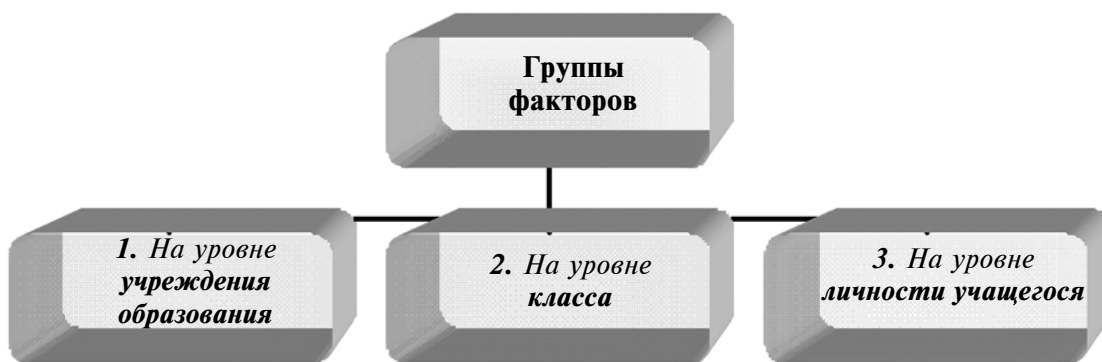 Группы
факторов
1. На уровне
учреждения
образования
2. На уровне
класса
3. На уровне
личности учащегося